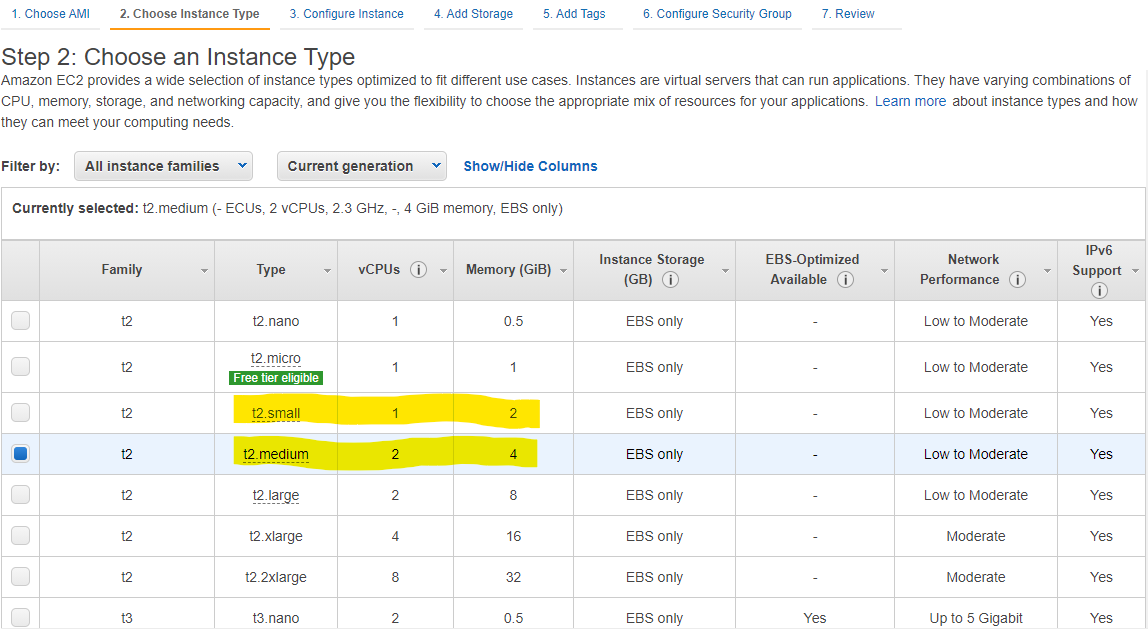 1. Choose AMI 2. Choose Instance Type 3. Configure Instance 4. Add Storage 5. Add Tags 6. Configure Security Group 7. Review
Step 2: Choose an Instance Type
Amazon EC2 provides a wide selection of instance types optimized to fit different use cases. Instances are virtual servers that can run applications. They have varying combinations of
CPU, memory, storage, and networking capacity, and give you the flexibility to choose the appropriate mix of resources for your applications. Learn more about instance types and how
they can meet your computing needs.
Filter by: All instance families Current generation Show/Hide Columns
Currently selected: t2.medium (- ECUs, 2 vCPUs, 2.3 GHz, -, 4 GiB memory, EBS only)
Family Type vCPUs i Memory (GiB) Instance Storage (GB) i EBS-Optimized Available i Network Performance i IPv6 Support i
t2 t2.nano 1 0.5 EBS only - Low to Moderate Yes
t2 t2.micro 1 1 EBS only - Low to Moderate Yes
Free tier eligible
t2 t2.small 1 2 EBS only - Low to Moderate Yes
t2 t2.medium 2 4 EBS only - Low to Moderate Yes
t2 t2.large 2 8 EBS only - Low to Moderate Yes
t2 t2.xlarge 4 16 EBS only - Moderate Yes
t2 t2.2xlarge 8 32 EBS only - Moderate Yes
t3 t3.nano 2 0.5 EBS only Yes Up to 5 Gigabit Yes